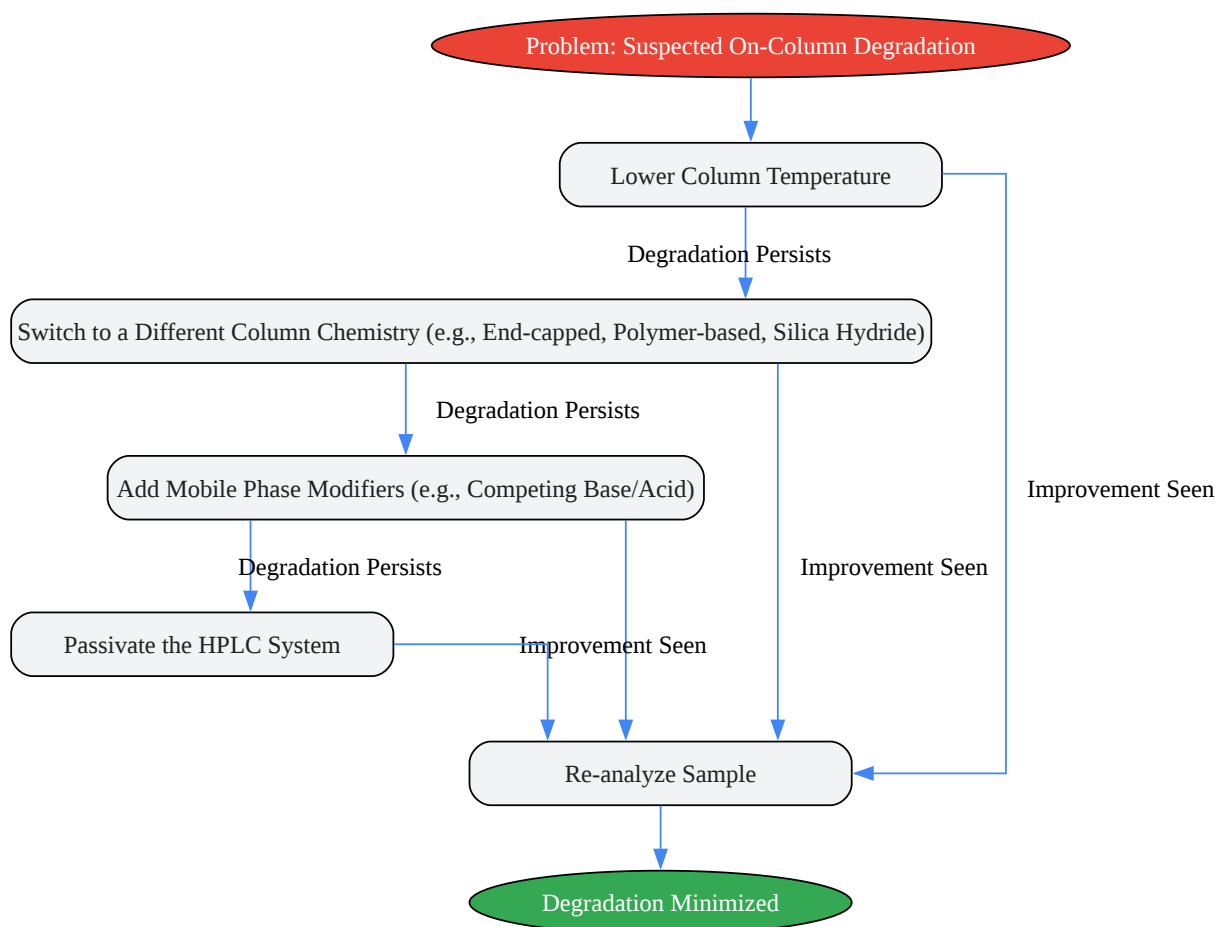 Problem: Suspected On-Column Degradation
Lower Column Temperature
Degradation Persists
Switch to a Different Column Chemistry (e.g., End-capped, Polymer-based, Silica Hydride)
Degradation Persists
Add Mobile Phase Modifiers (e.g., Competing Base/Acid)
Improvement Seen
Degradation Persists
Improvement Seen
Passivate the HPLC System
Improvement Seen
Re-analyze Sample
Degradation Minimized